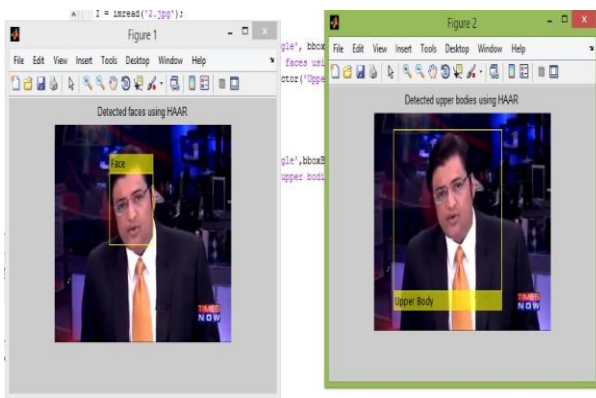 I = imread('2.jpg');
Figure 1
File Edit View Insert Tools Desktop Window Help
Detected faces using HAAR
Face
TIMES
NOW
gle', bbox
faces usi
ctor('Uppe
gle',bboxB
upper bodi
Figure 2
File Edit View Insert Tools Desktop Window Help
Detected upper bodies using HAAR
Upper Body
TIMES
NOW